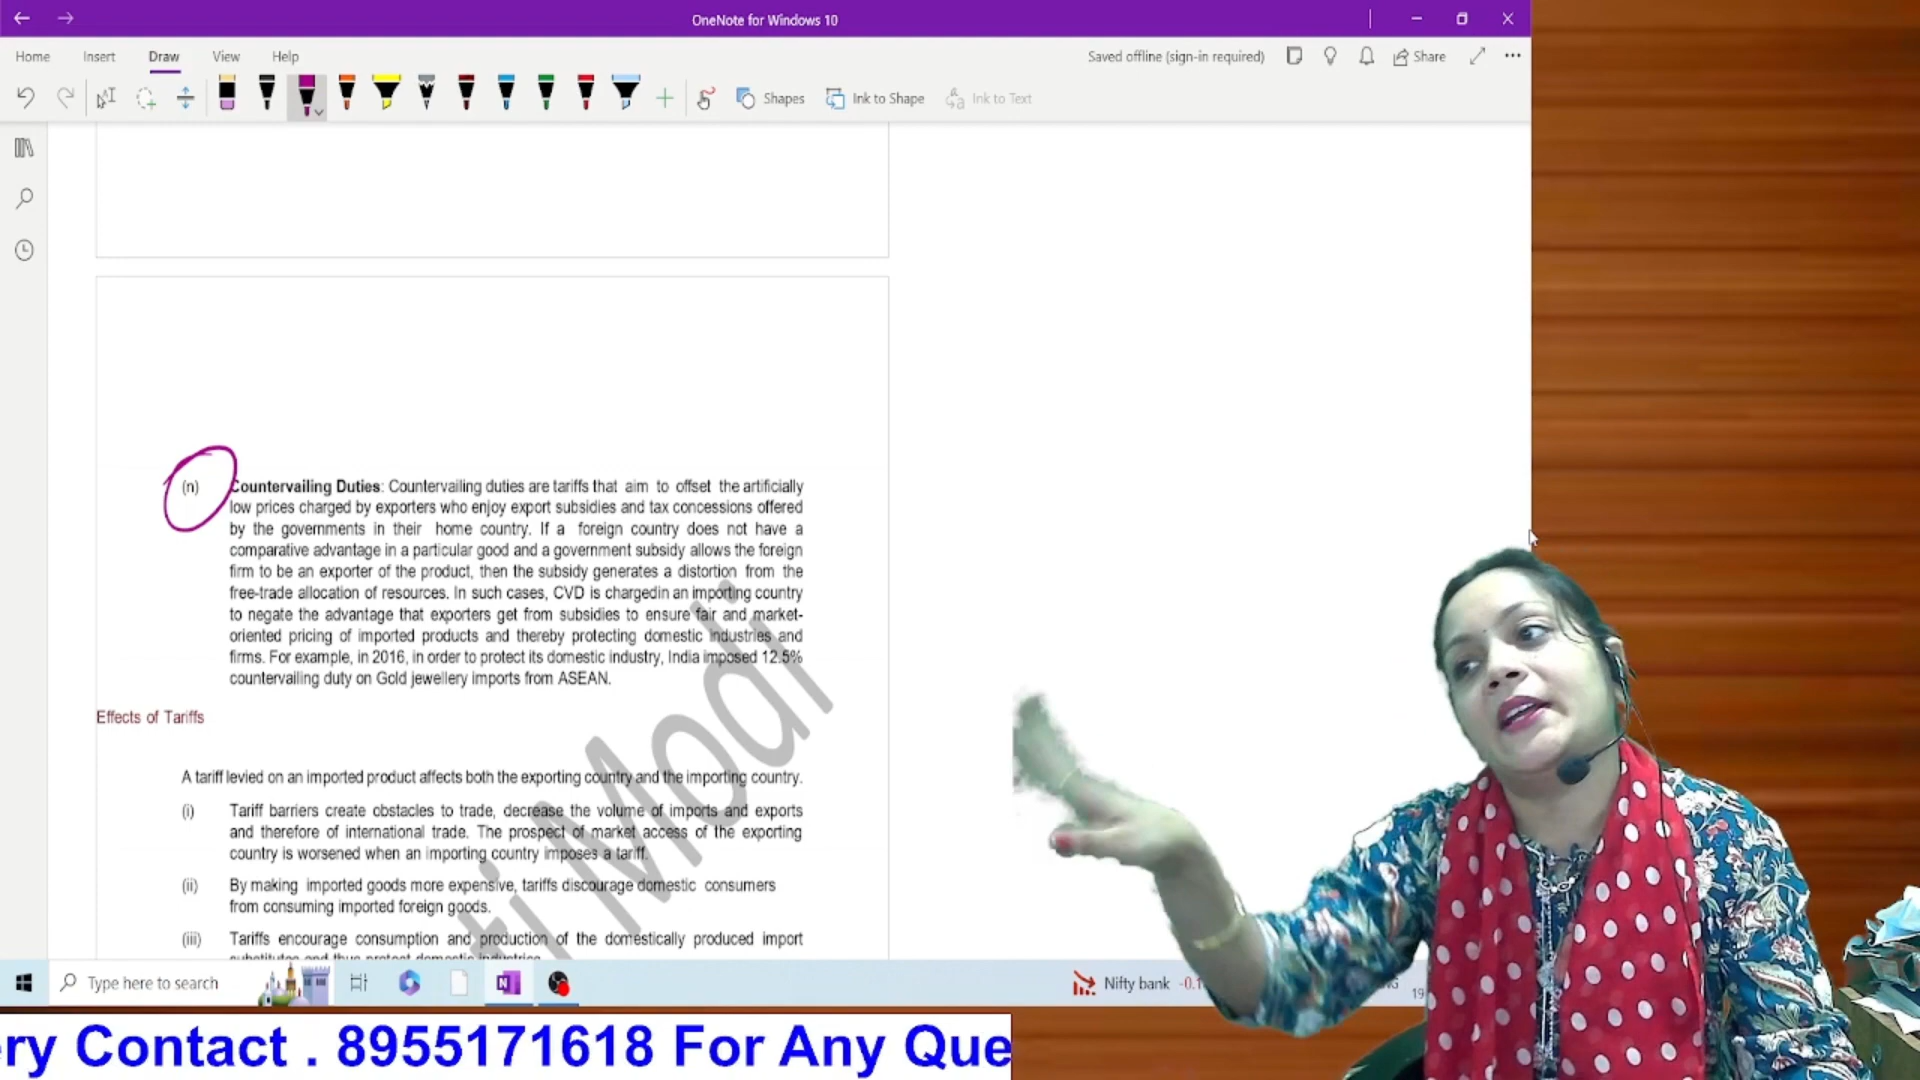 OneNote for Windows 10
Home Insert Draw View Help
Saved offline (sign-in required) Share
Shapes Ink to Shape Ink to Text
(n) Countervailing Duties: Countervailing duties are tariffs that aim to offset the artificially
low prices charged by exporters who enjoy export subsidies and tax concessions offered
by the governments in their home country. If a foreign country does not have a
comparative advantage in a particular good and a government subsidy allows the foreign
firm to be an exporter of the product, then the subsidy generates a distortion from the
free-trade allocation of resources. In such cases, CVD is chargedin an importing country
to negate the advantage that exporters get from subsidies to ensure fair and market-
oriented pricing of imported products and thereby protecting domestic industries and
firms. For example, in 2016, in order to protect its domestic industry, India imposed 12.5%
countervailing duty on Gold jewellery imports from ASEAN.
Effects of Tariffs
A tariff levied on an imported product affects both the exporting country and the importing country.
(i) Tariff barriers create obstacles to trade, decrease the volume of imports and exports
and therefore of international trade. The prospect of market access of the exporting
country is worsened when an importing country imposes a tariff.
(ii) By making imported goods more expensive, tariffs discourage domestic consumers
from consuming imported foreign goods.
(iii) Tariffs encourage consumption and production of the domestically produced import
substitutes and thus protect domestic industries.
Modi
Type here to search
Nifty bank
ry Contact . 8955171618 For Any Que